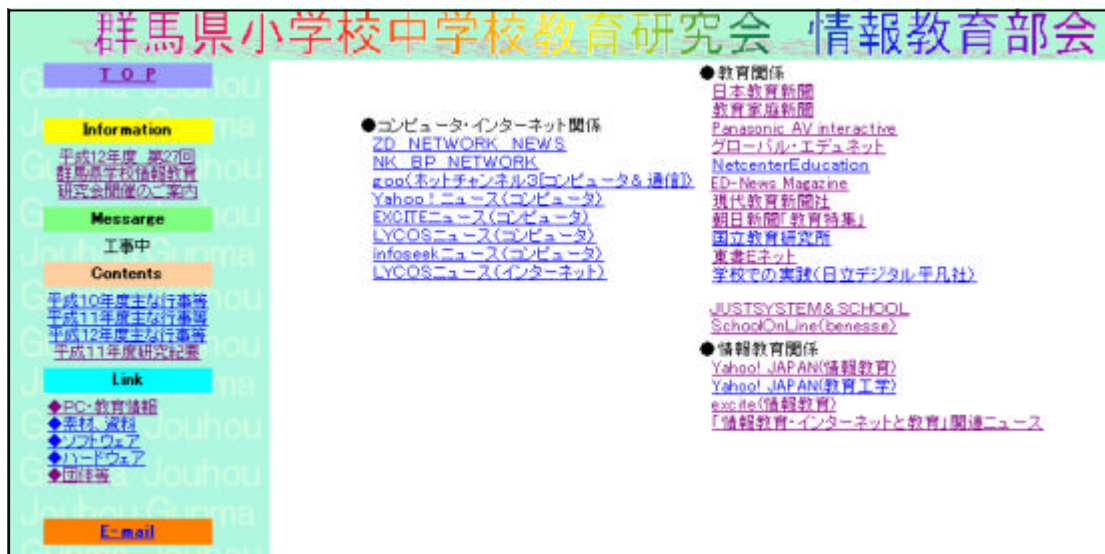 群馬県小学校中学校教育研究会 情報教育部会
TOP
Information
平成12年度 第27回
群馬県学校情報教育
研究会開催のご案内
Messarge
工事中
Contents
平成10年度主な行事等
平成11年度主な行事等
平成12年度主な行事等
平成11年度研究紀要
Link
◆PC・教育情報
◆素材、資料
◆ソフトウェア
◆ハードウェア
◆団体等
E-mail
●コンピュータ・インターネット関係
ZD NETWORK NEWS
NK BP NETWORK
goo(ホットチャンネル3[コンピュータ&通信])
Yahoo!ニュース(コンピュータ)
EXCITEニュース(コンピュータ)
LYCOSニュース(コンピュータ)
infoseekニュース(コンピュータ)
LYCOSニュース(インターネット)
●教育関係
日本教育新聞
教育家庭新聞
Panasonic AV interactive
グローバル・エデュネット
NetcenterEducation
ED-News Magazine
現代教育新聞社
朝日新聞「教育特集」
国立教育研究所
東書Eネット
学校での実践(日立デジタル平凡社)
JUSTSYSTEM&SCHOOL
SchoolOnLine(benesse)
●情報教育関係
Yahoo! JAPAN(情報教育)
Yahoo! JAPAN(教育工学)
excite(情報教育)
「情報教育・インターネットと教育」関連ニュース
Gunma Jouhou
Jouhou Gunma